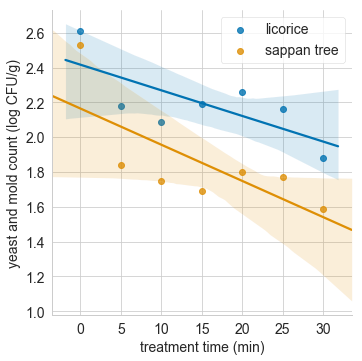 licorice
sappan tree
yeast and mold count (log CFU/g)
2.6
2.4
2.2
2.0
1.8
1.6
1.4
1.2
1.0
0 5 10 15 20 25 30
treatment time (min)